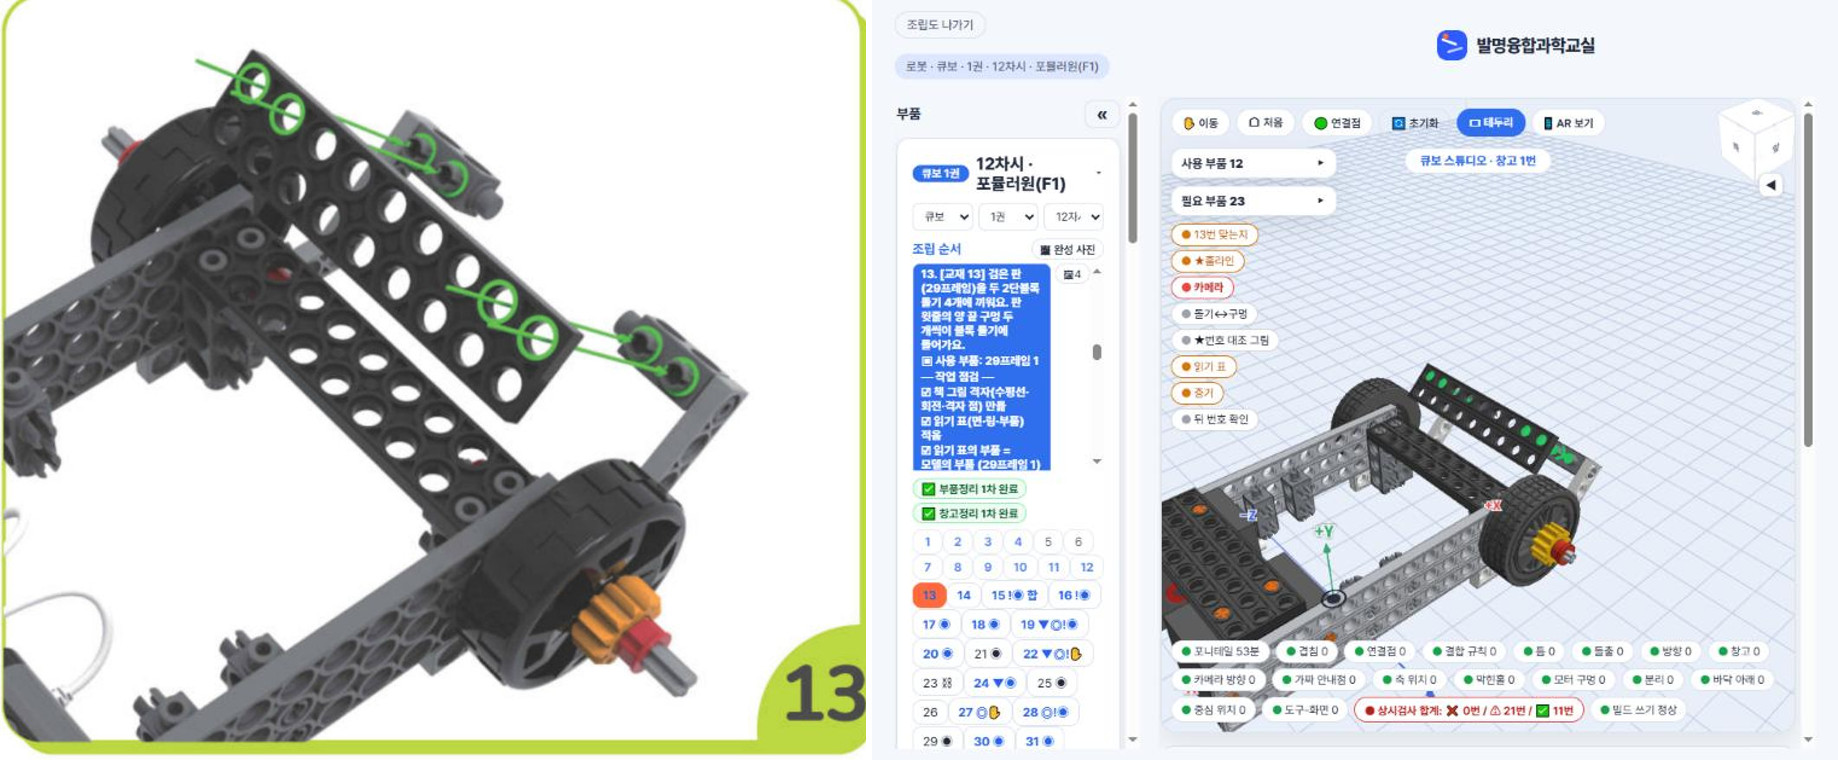 13
조립도 나가기
발명융합과학교실
로봇 · 큐보 · 1권 · 12차시 · 포뮬러원(F1)
부품
«
큐보 1권
12차시 ·
포뮬러원(F1)
큐보
1권
조립 순서
완성 사진
13. [교재 13] 검은 판
(29프레임)을 두 2단블록
돌기 4개에 끼워요. 판
윗줄의 양 끝 구멍 두
개씩이 블록 돌기에
들어가요.
▣ 사용 부품: 29프레임 1
— 작업 점검 —
☑ 책 그림 격자(수평선·
회전·격자 점) 만듦
☑ 읽기 표(면·링·부품)
적음
☑ 읽기 표의 부품 =
모델의 부품 (29프레임 1)
4
✅ 부품정리 1차 완료
✅ 창고정리 1차 완료
1 2 3 4 5 6
7 8 9 10 11 12
13 14 15 !◉ 합 16 !◉
17 ◉ 18 ◉ 19 ▼◎!◉
20 ◉ 21 ◉ 22 ▼◎!✋
23 ⛓ 24 ▼◉ 25 ◉
26 27 ◎✋ 28 ◎!◉
29 ◉ 30 ◉ 31 ◉
이동
처음
연결점
초기화
테두리
AR 보기
사용 부품 12
큐보 스튜디오 · 창고 1번
필요 부품 23
13번 맞는지
★졸라인
카메라
돌기↔구멍
★번호 대조 그림
읽기 표
증기
뒤 번호 확인
-Z
+Y
+X
포니테일 53분
겹침 0
연결점 0
결합 규칙 0
틈 0
돌출 0
방향 0
창고 0
카메라 방향 0
가짜 안내점 0
축 위치 0
막힌홀 0
모터 구멍 0
분리 0
바닥 아래 0
중심 위치 0
도구-화면 0
상시검사 합계: ❌ 0번 / ⚠ 21번 / ✅ 11번
빌드 쓰기 정상